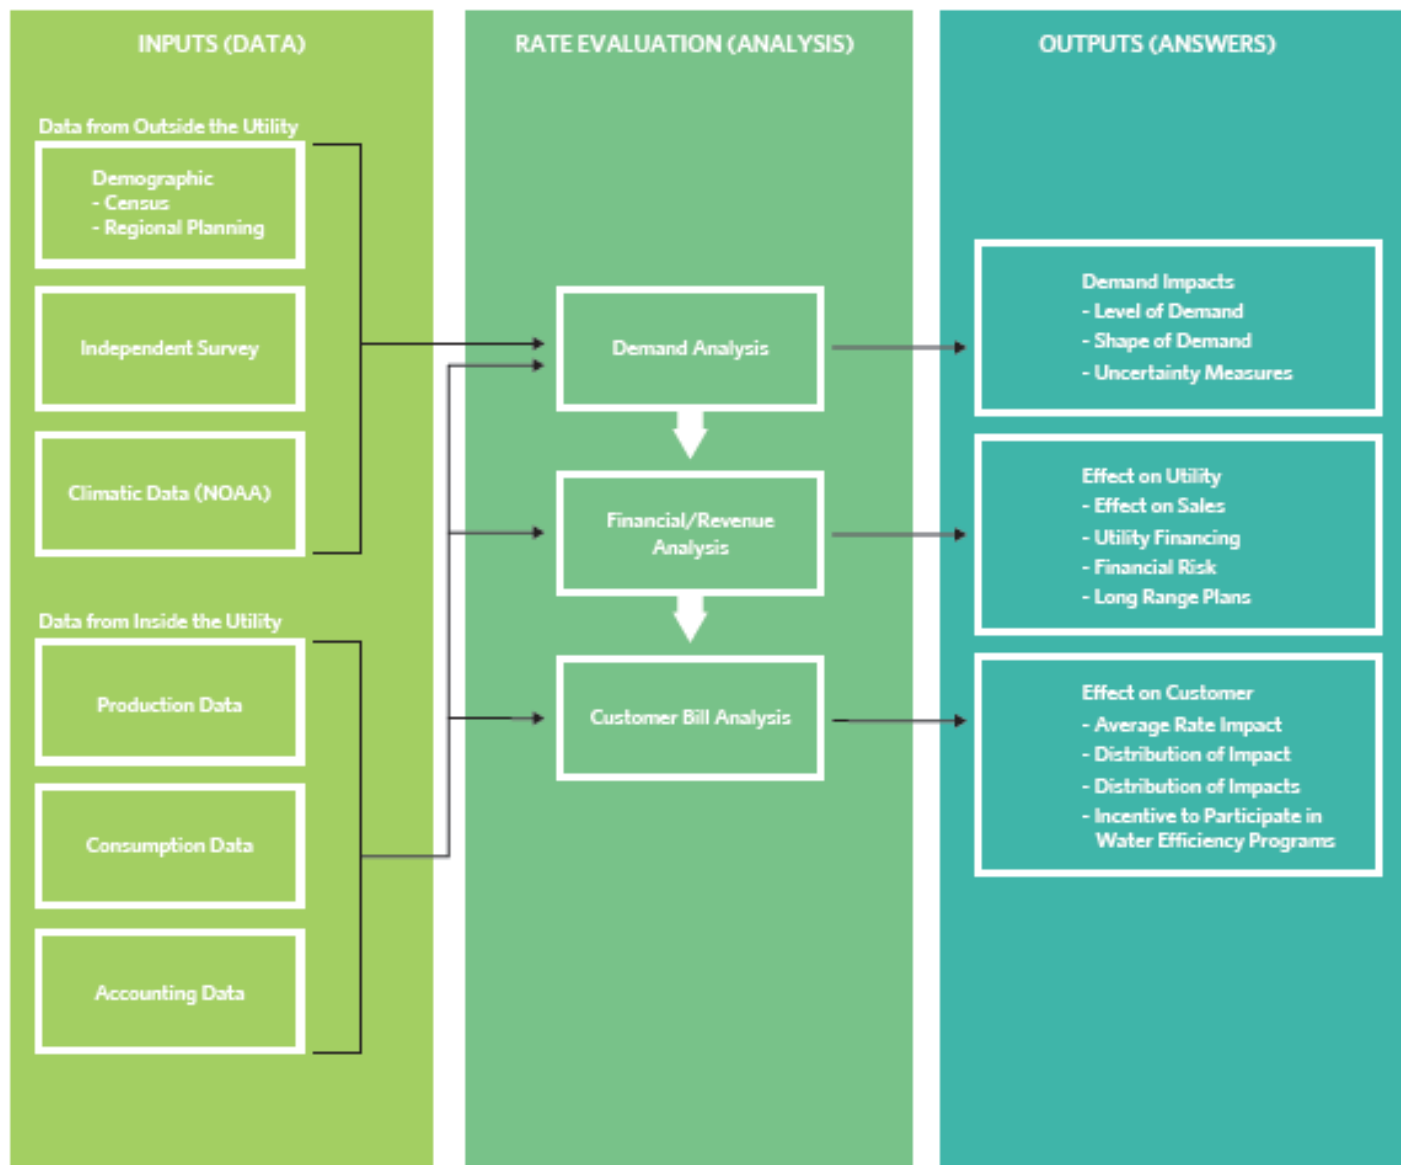 INPUTS (DATA)
Data from Outside the Utility
Demographic
- Census
- Regional Planning
Independent Survey
Climatic Data (NOAA)
Data from Inside the Utility
Production Data
Consumption Data
Accounting Data
RATE EVALUATION (ANALYSIS)
Demand Analysis
Financial/Revenue
Analysis
Customer Bill Analysis
OUTPUTS (ANSWERS)
Demand Impacts
- Level of Demand
- Shape of Demand
- Uncertainty Measures
Effect on Utility
- Effect on Sales
- Utility Financing
- Financial Risk
- Long Range Plans
Effect on Customer
- Average Rate Impact
- Distribution of Impact
- Distribution of Impacts
- Incentive to Participate in
Water Efficiency Programs